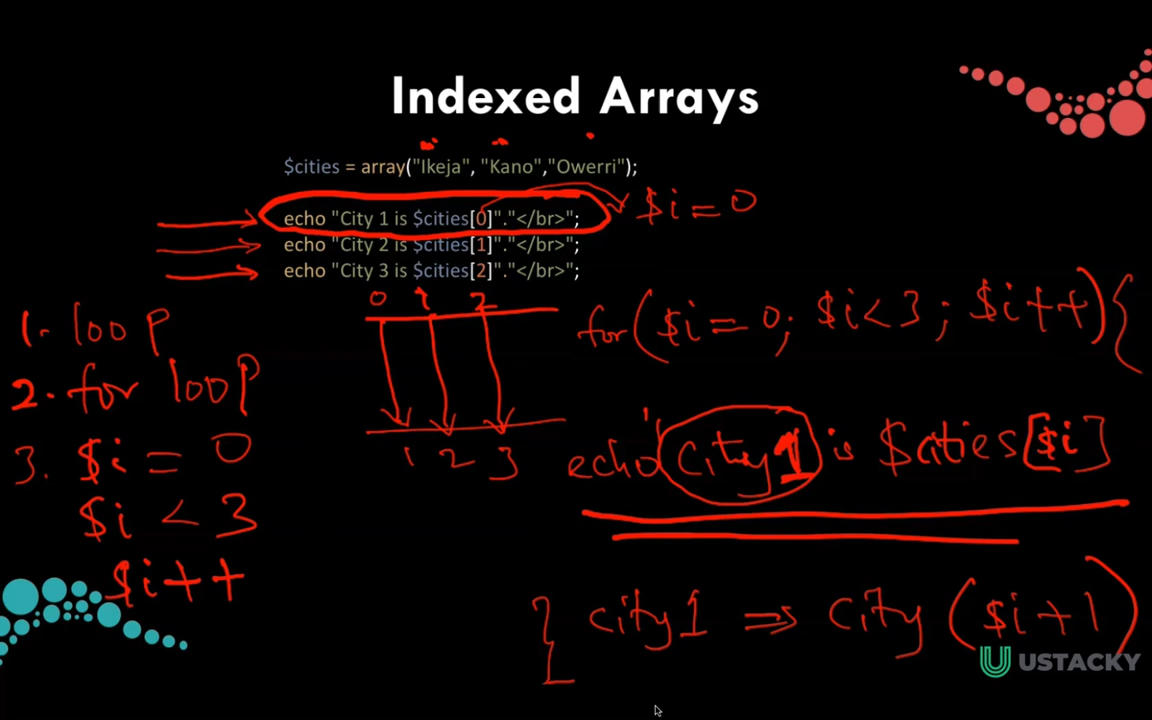 Indexed Arrays
$cities = array("Ikeja", "Kano","Owerri");
echo "City 1 is $cities[0]"."</br>";
$i = 0
echo "City 2 is $cities[1]"."</br>";
echo "City 3 is $cities[2]"."</br>";
0 1 2
for($i = 0; $i < 3; $i++){
1. loop
2. for loop
3. $i = 0
$i < 3
$i++
1 2 3
echo "City 1 is $cities[$i]
} city1 => city ($i+1)
USTACKY